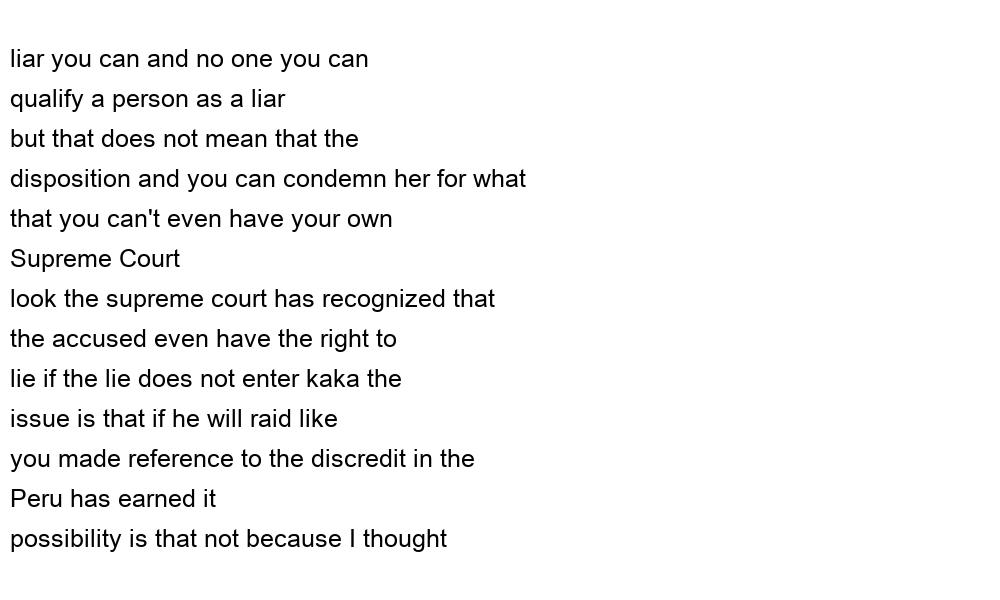 liar you can and no one you can
qualify a person as a liar
but that does not mean that the
disposition and you can condemn her for what
that you can't even have your own
Supreme Court
look the supreme court has recognized that
the accused even have the right to
lie if the lie does not enter kaka the
issue is that if he will raid like
you made reference to the discredit in the
Peru has earned it
possibility is that not because I thought